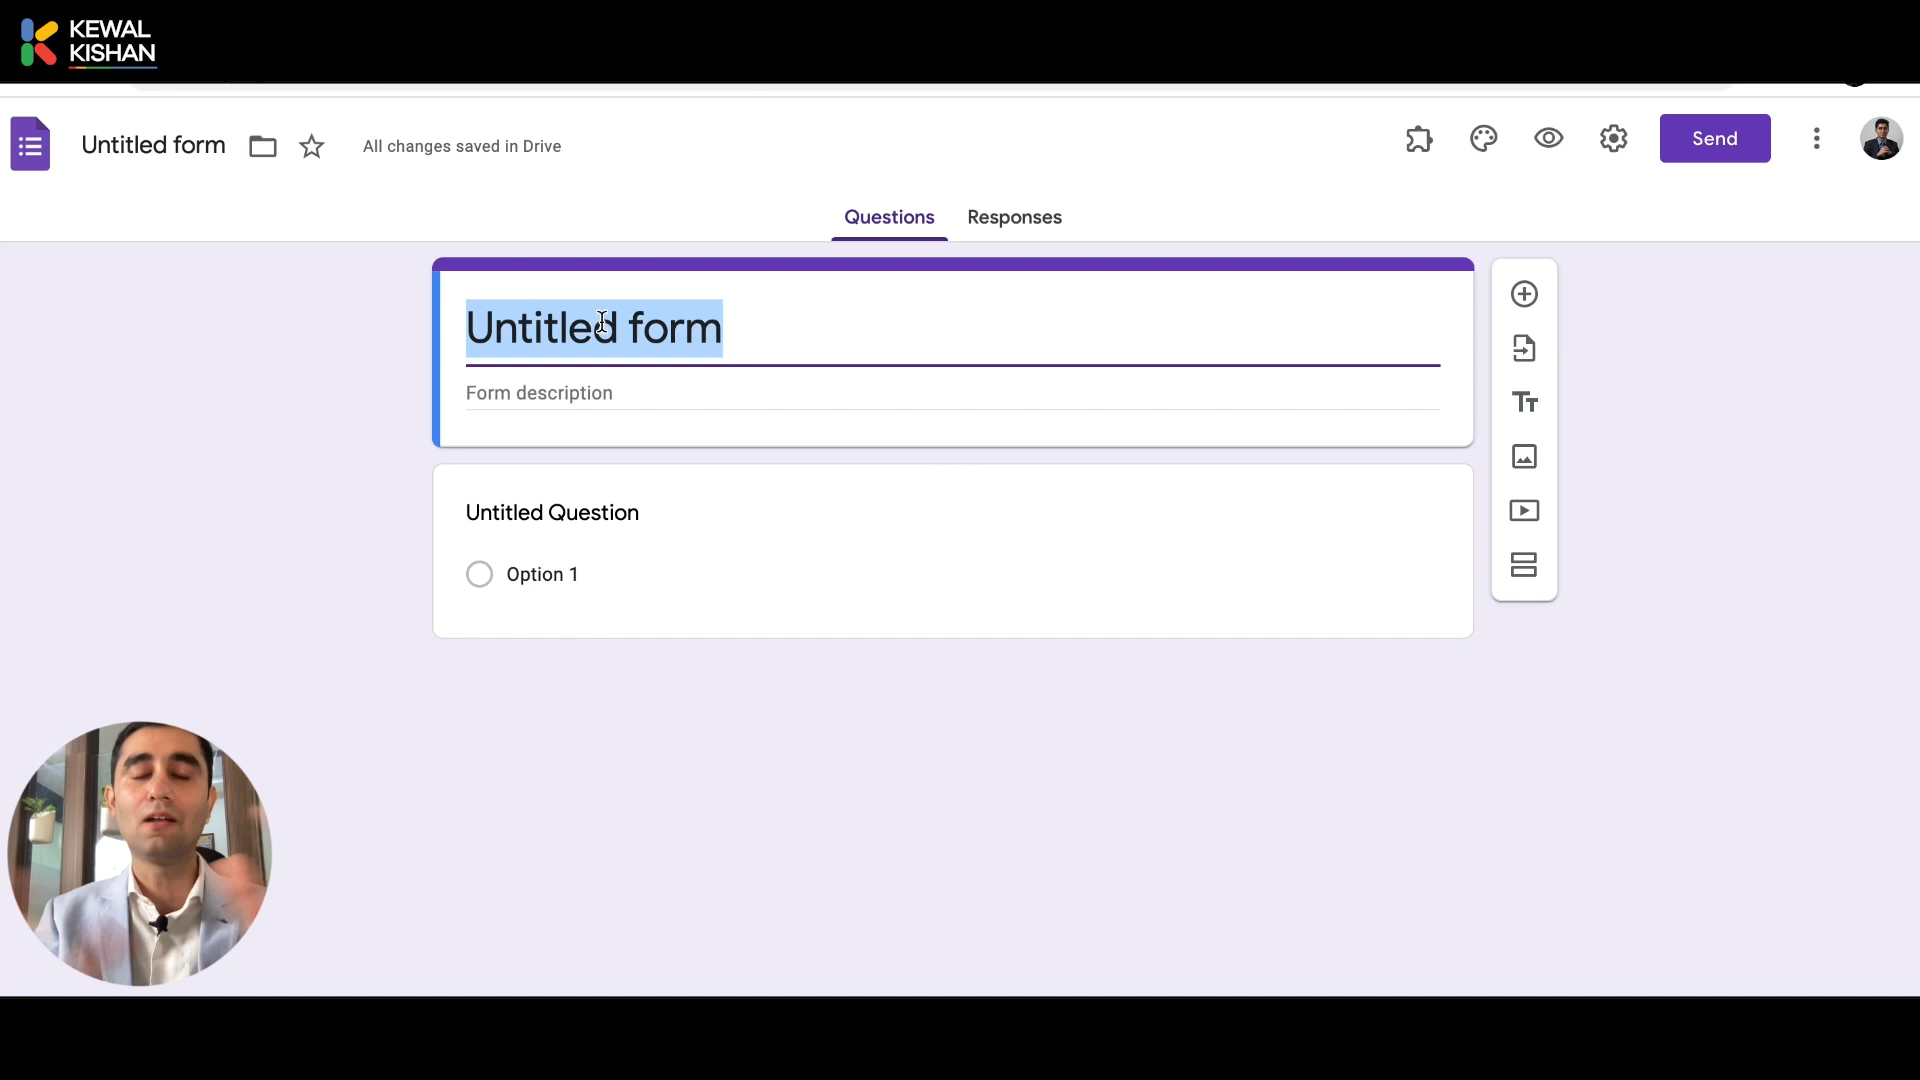 KEWAL
KISHAN
Untitled form
All changes saved in Drive
Send
Questions
Responses
Untitled form
Form description
Untitled Question
Option 1